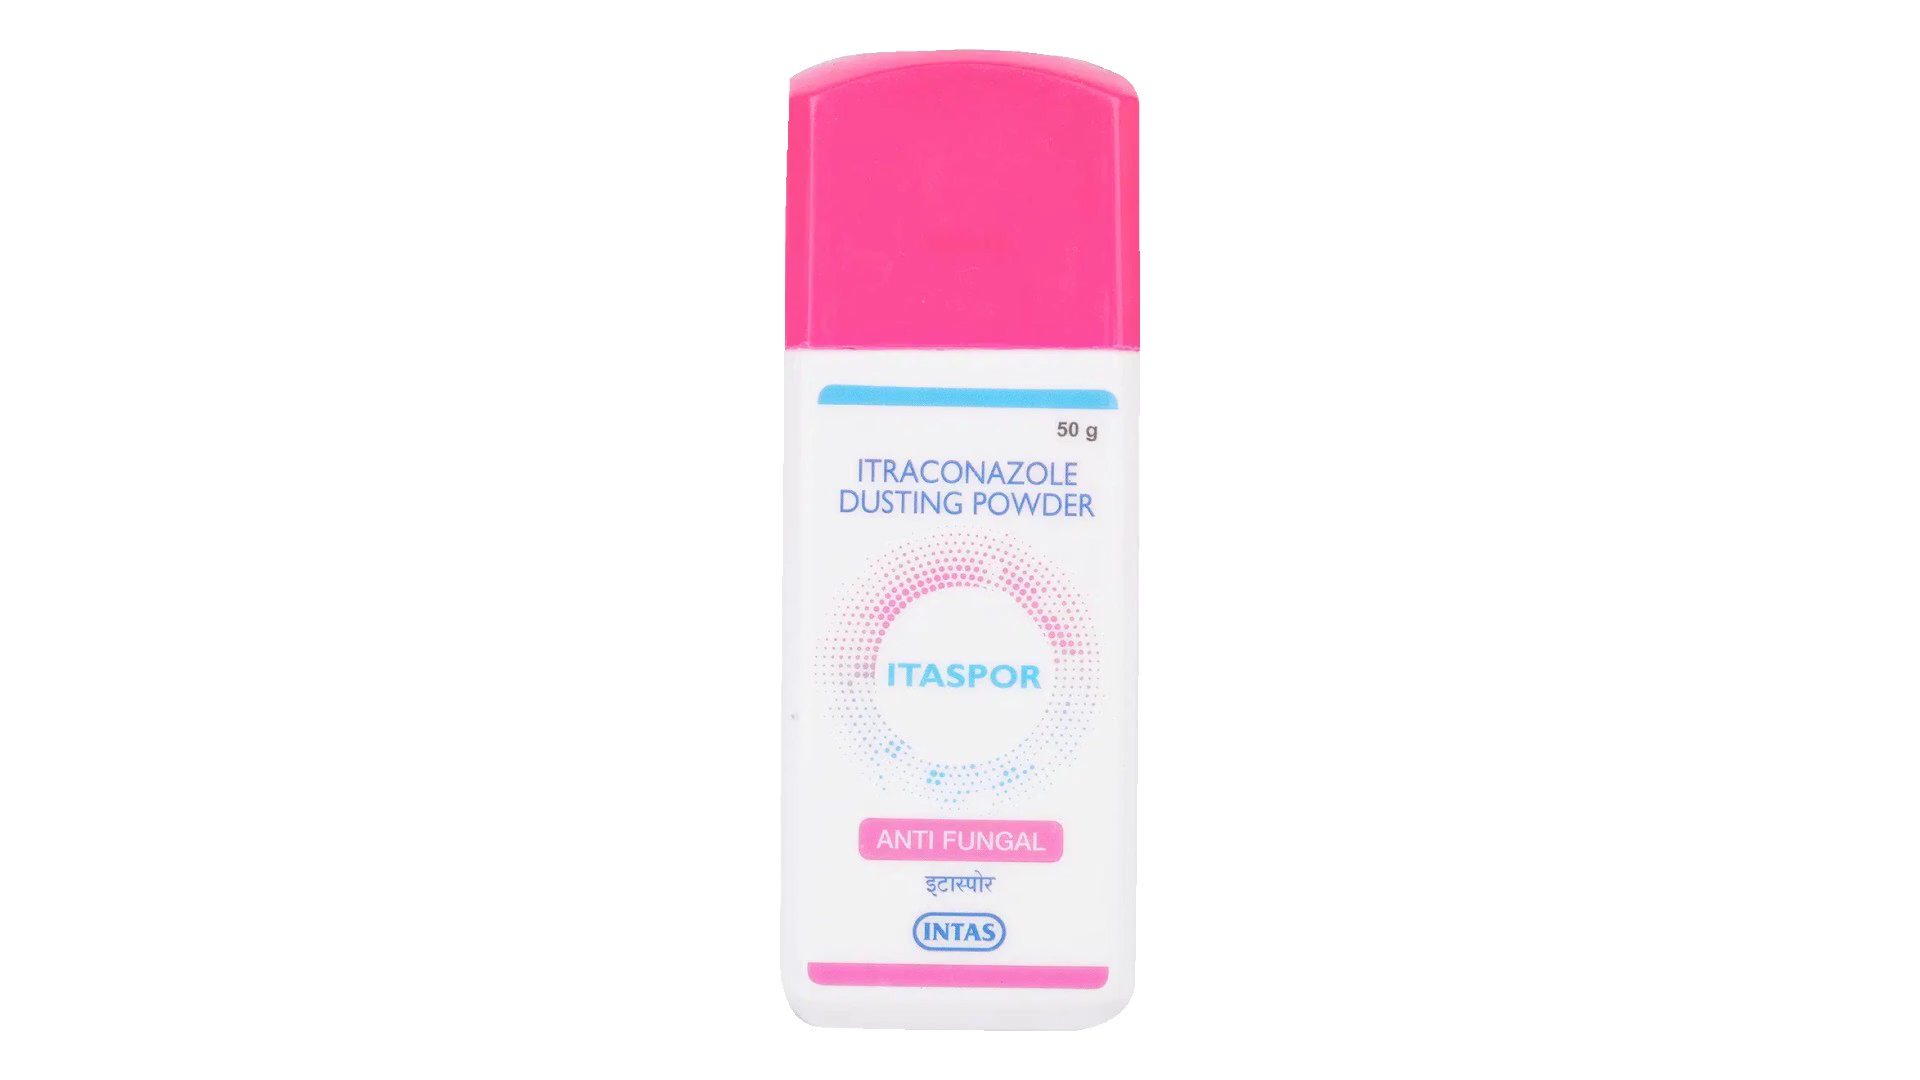 50 g
ITRACONAZOLE
DUSTING POWDER
ITASPOR
ANTI FUNGAL
इटास्पोर
INTAS